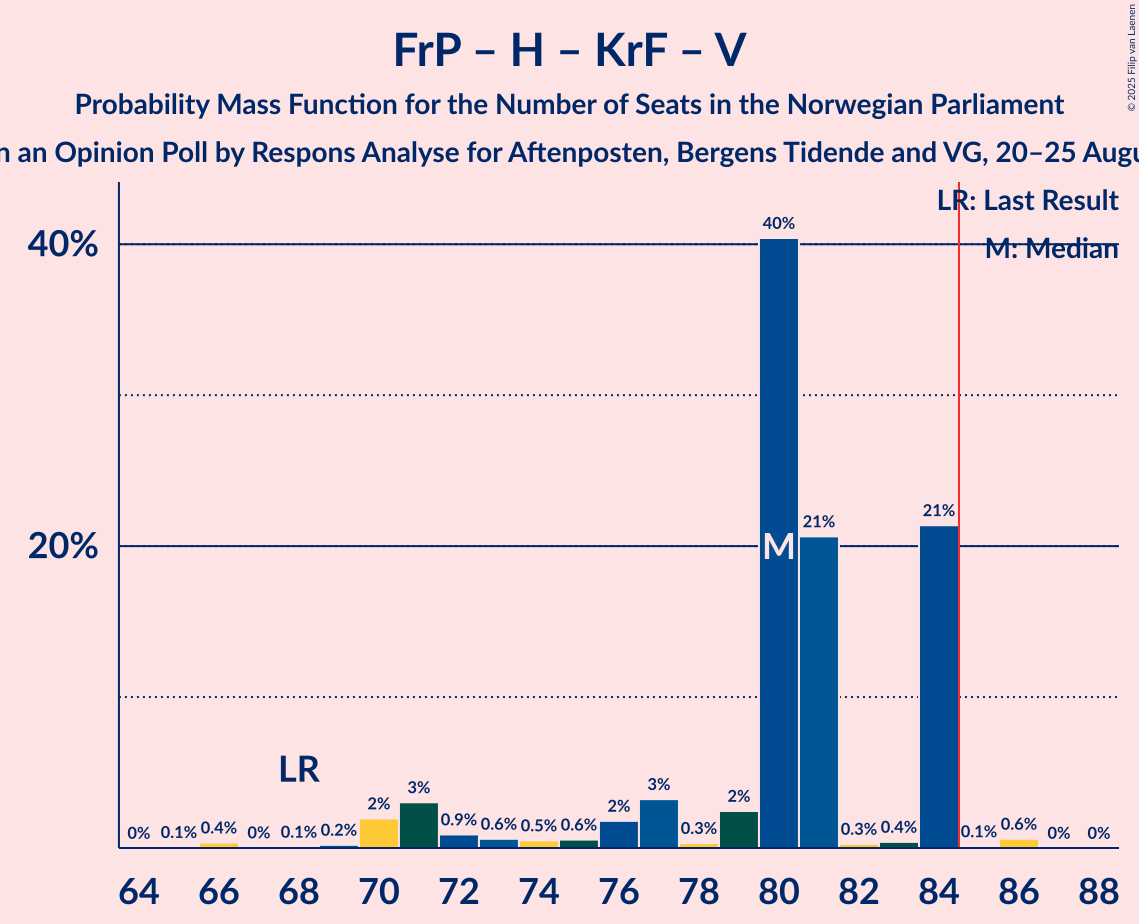 FrP – H – KrF – V
Probability Mass Function for the Number of Seats in the Norwegian Parliament
an Opinion Poll by Respons Analyse for Aftenposten, Bergens Tidende and VG, 20–25
© 2025 Filip van Laenen
LR: Last Result
M: Median
40%
20%
40%
21%
21%
M
LR
0% 0.1% 0.4% 0% 0.1% 0.2% 2% 3% 0.9% 0.6% 0.5% 0.6% 2% 3% 0.3% 2% 0.3% 0.4% 0.1% 0.6% 0% 0%
64 66 68 70 72 74 76 78 80 82 84 86 88